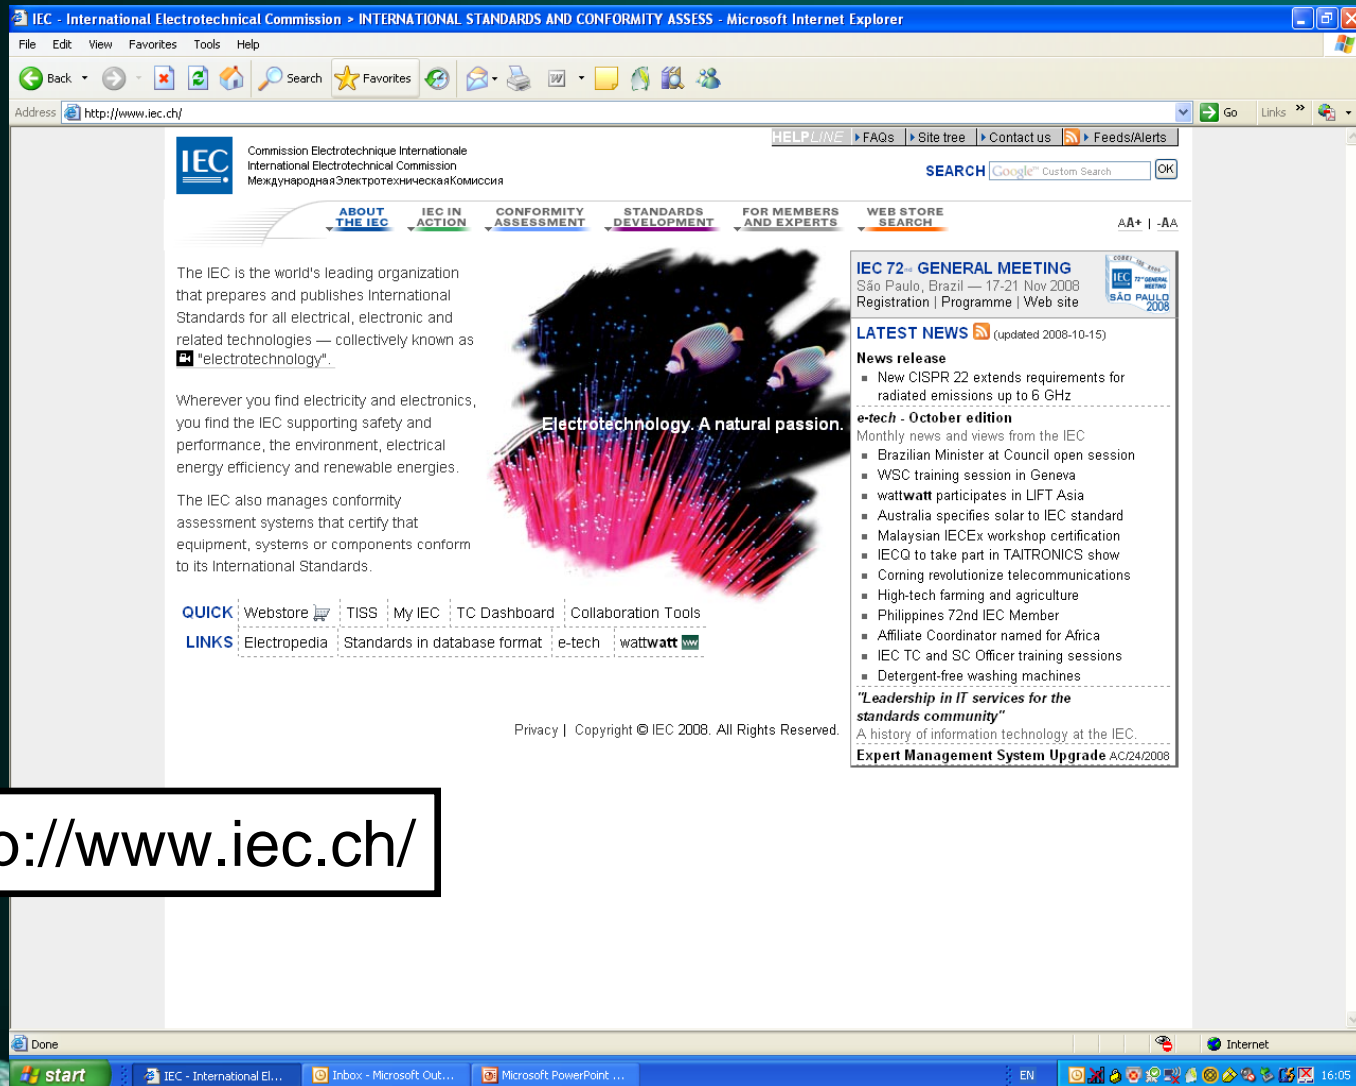 IEC - International Electrotechnical Commission > INTERNATIONAL STANDARDS AND CONFORMITY ASSESS - Microsoft Internet Explorer
File Edit View Favorites Tools Help
Back Search Favorites
Address http://www.iec.ch/ Go Links »
HELPLINE FAQs Site tree Contact us Feeds/Alerts
IEC
Commission Electrotechnique Internationale
International Electrotechnical Commission
Международная Электротехническая Комиссия
SEARCH Google™ Custom Search OK
ABOUT THE IEC
IEC IN ACTION
CONFORMITY ASSESSMENT
STANDARDS DEVELOPMENT
FOR MEMBERS AND EXPERTS
WEB STORE SEARCH
AA+ | -AA
The IEC is the world's leading organization
that prepares and publishes International
Standards for all electrical, electronic and
related technologies — collectively known as
"electrotechnology".
Wherever you find electricity and electronics,
you find the IEC supporting safety and
performance, the environment, electrical
energy efficiency and renewable energies.
The IEC also manages conformity
assessment systems that certify that
equipment, systems or components conform
to its International Standards.
Electrotechnology. A natural passion.
QUICK Webstore TISS My IEC TC Dashboard Collaboration Tools
LINKS Electropedia Standards in database format e-tech wattwatt
Privacy | Copyright © IEC 2008. All Rights Reserved.
IEC 72nd GENERAL MEETING
São Paulo, Brazil — 17-21 Nov 2008
Registration | Programme | Web site
IEC 72nd GENERAL MEETING
SÃO PAULO
2008
LATEST NEWS (updated 2008-10-15)
News release
New CISPR 22 extends requirements for
radiated emissions up to 6 GHz
e-tech - October edition
Monthly news and views from the IEC
Brazilian Minister at Council open session
WSC training session in Geneva
wattwatt participates in LIFT Asia
Australia specifies solar to IEC standard
Malaysian IECEx workshop certification
IECQ to take part in TAITRONICS show
Corning revolutionize telecommunications
High-tech farming and agriculture
Philippines 72nd IEC Member
Affiliate Coordinator named for Africa
IEC TC and SC Officer training sessions
Detergent-free washing machines
"Leadership in IT services for the
standards community"
A history of information technology at the IEC.
Expert Management System Upgrade AC/24/2008
p://www.iec.ch/
Done Internet
start IEC - International El... Inbox - Microsoft Out... Microsoft PowerPoint ... EN 16:05